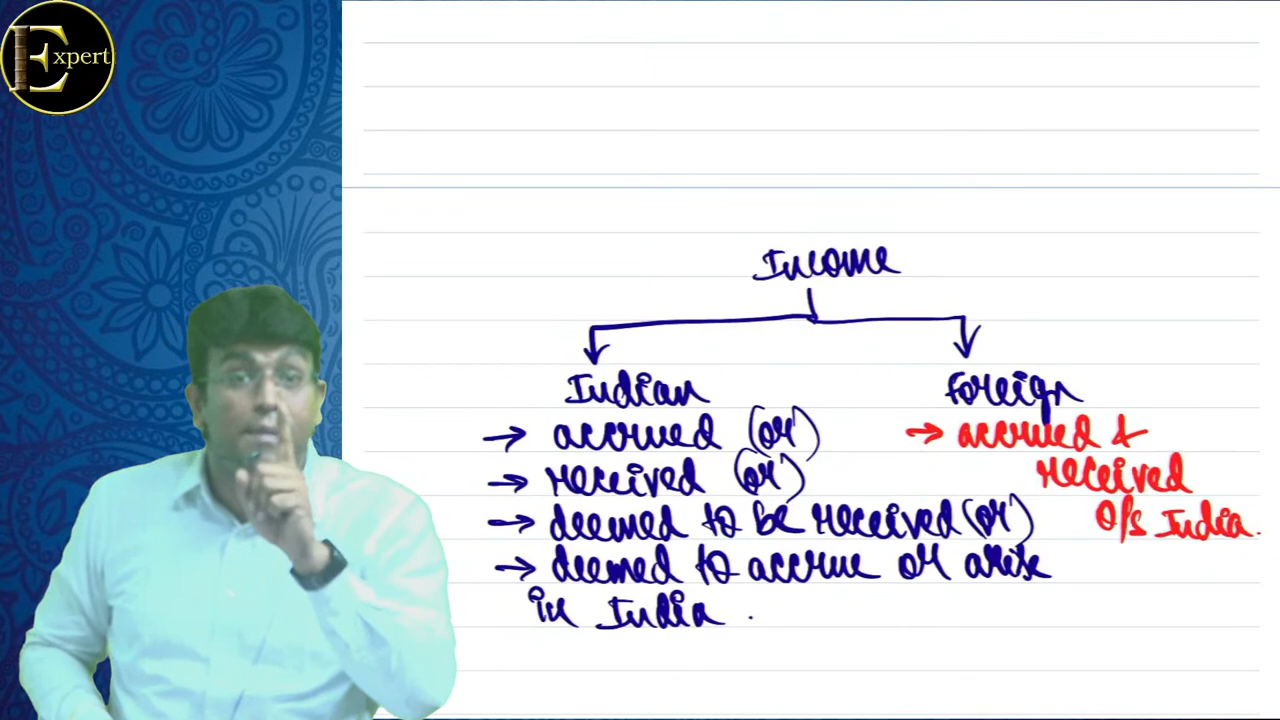 Expert
Income
Indian
Foreign
→ accrued (or)
→ received (or)
→ deemed to be received (or)
→ deemed to accrue or arise
in India.
→ accrued &
received
O/s India.